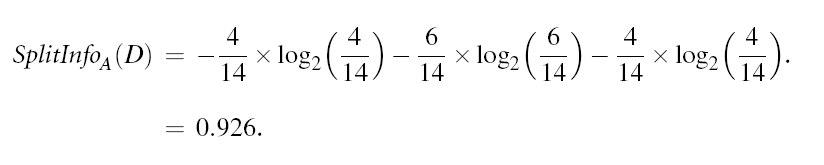 SplitInfo_A(D) = −4/14 × log₂(4/14) − 6/14 × log₂(6/14) − 4/14 × log₂(4/14).
= 0.926.